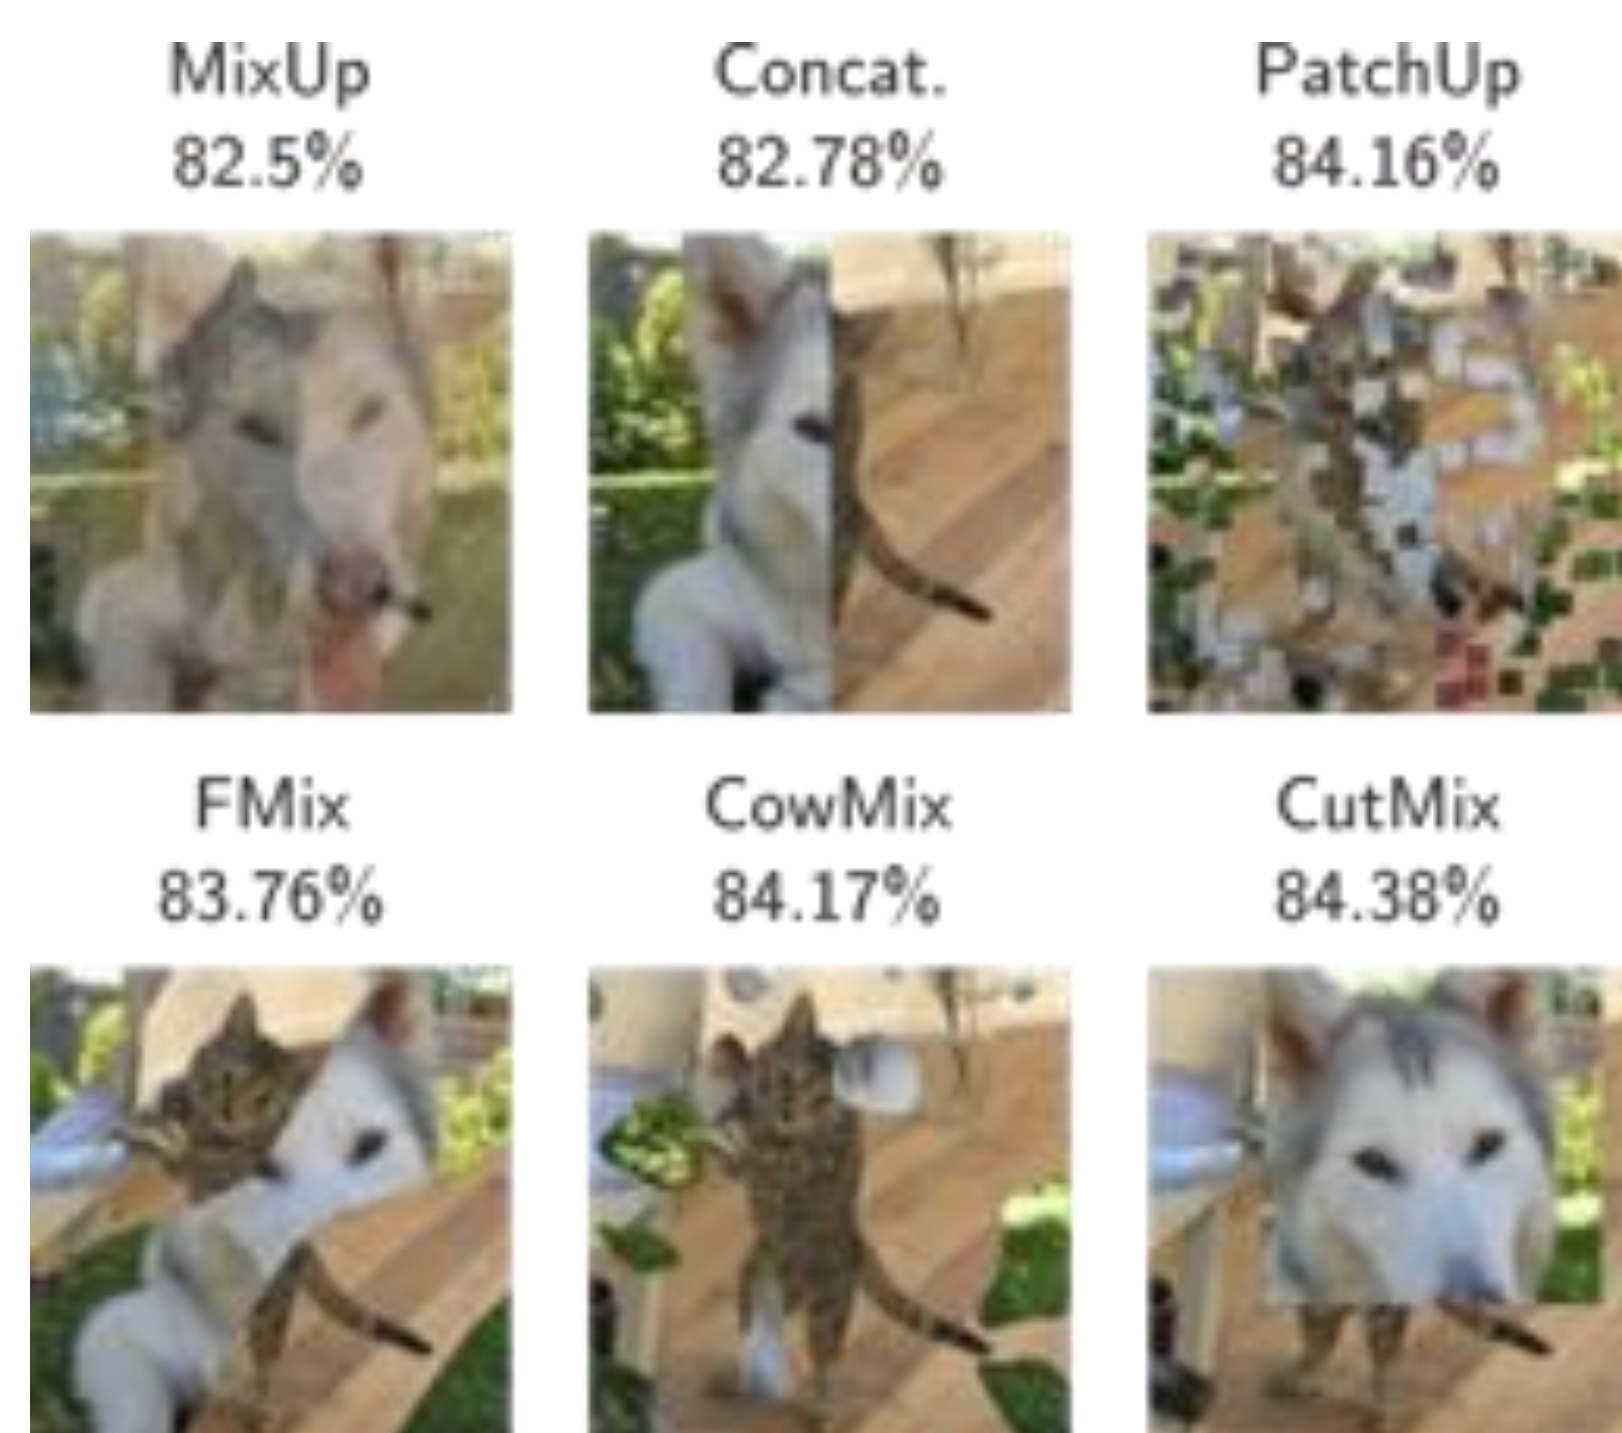 MixUp
82.5%
Concat.
82.78%
PatchUp
84.16%
FMix
83.76%
CowMix
84.17%
CutMix
84.38%